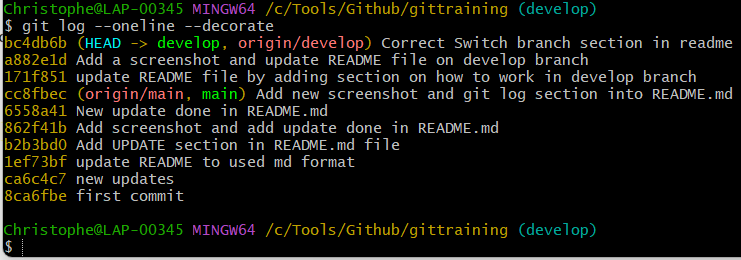 Christophe@LAP-00345 MINGW64 /c/Tools/Github/gittraining (develop)
$ git log --oneline --decorate
bc4db6b (HEAD -> develop, origin/develop) Correct Switch branch section in readme
a882e1d Add a screenshot and update README file on develop branch
171f851 update README file by adding section on how to work in develop branch
cc8fbec (origin/main, main) Add new screenshot and git log section into README.md
6558a41 New update done in README.md
862f41b Add screenshot and add update done in README.md
b2b3bd0 Add UPDATE section in README.md file
1ef73bf update README to used md format
ca6c4c7 new updates
8ca6fbe first commit
Christophe@LAP-00345 MINGW64 /c/Tools/Github/gittraining (develop)
$